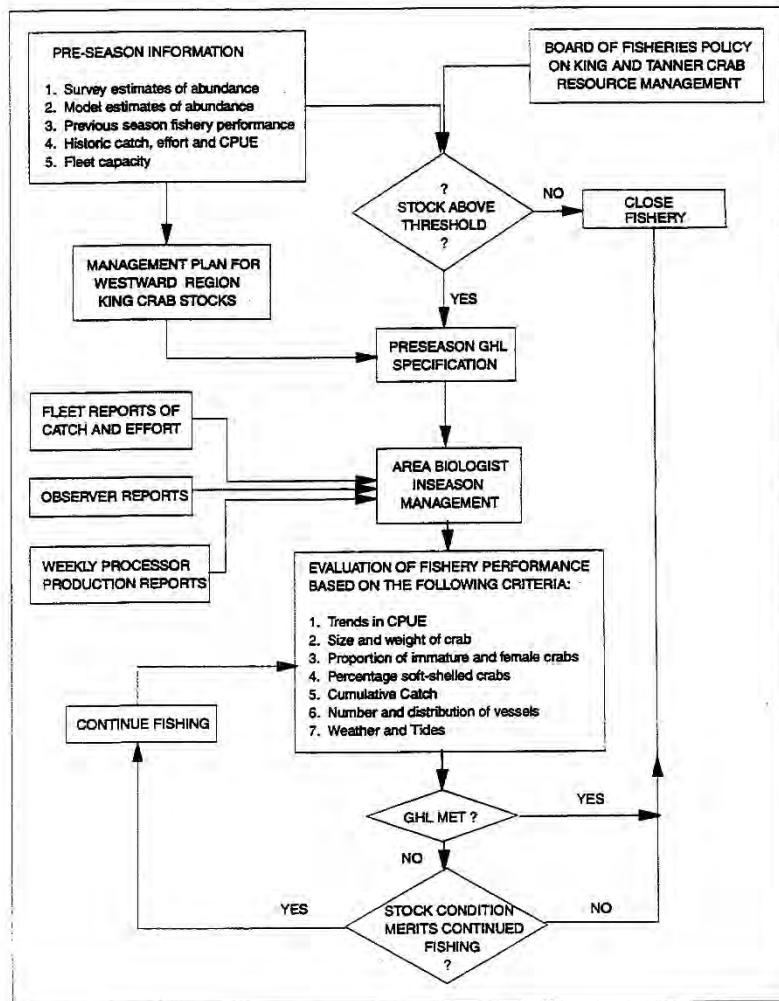 PRE-SEASON INFORMATION
1. Survey estimates of abundance
2. Model estimates of abundance
3. Previous season fishery performance
4. Historic catch, effort and CPUE
5. Fleet capacity
BOARD OF FISHERIES POLICY
ON KING AND TANNER CRAB
RESOURCE MANAGEMENT
?
STOCK ABOVE
THRESHOLD
?
NO
CLOSE
FISHERY
MANAGEMENT PLAN FOR
WESTWARD REGION
KING CRAB STOCKS
YES
PRESEASON GHL
SPECIFICATION
FLEET REPORTS OF
CATCH AND EFFORT
OBSERVER REPORTS
WEEKLY PROCESSOR
PRODUCTION REPORTS
AREA BIOLOGIST
INSEASON
MANAGEMENT
EVALUATION OF FISHERY PERFORMANCE
BASED ON THE FOLLOWING CRITERIA:
1. Trends in CPUE
2. Size and weight of crab
3. Proportion of immature and female crabs
4. Percentage soft-shelled crabs
5. Cumulative Catch
6. Number and distribution of vessels
7. Weather and Tides
CONTINUE FISHING
GHL MET ?
YES
NO
YES
STOCK CONDITION
MERITS CONTINUED
FISHING
?
NO